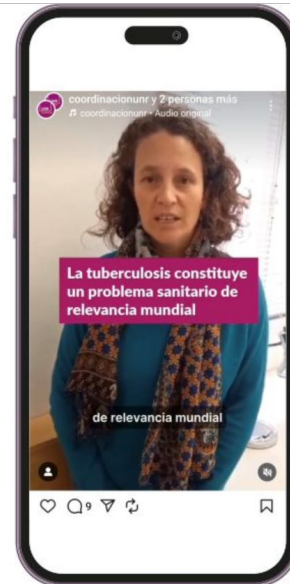 coordinacionunr y 2 personas más
coordinacionunr • Audio original
La tuberculosis constituye
un problema sanitario de
relevancia mundial
de relevancia mundial
9